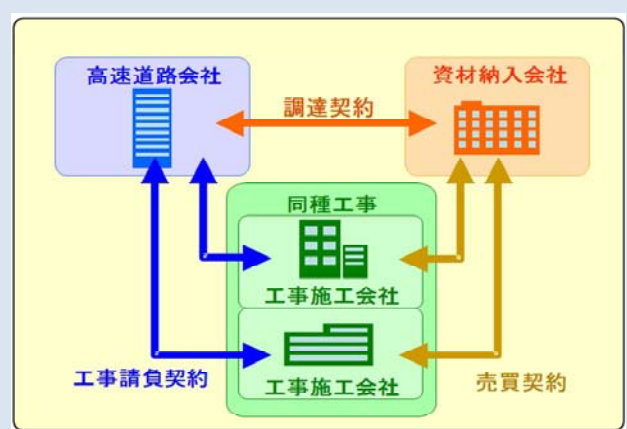 高速道路会社
資材納入会社
調達契約
同種工事
工事施工会社
工事施工会社
工事請負契約
売買契約